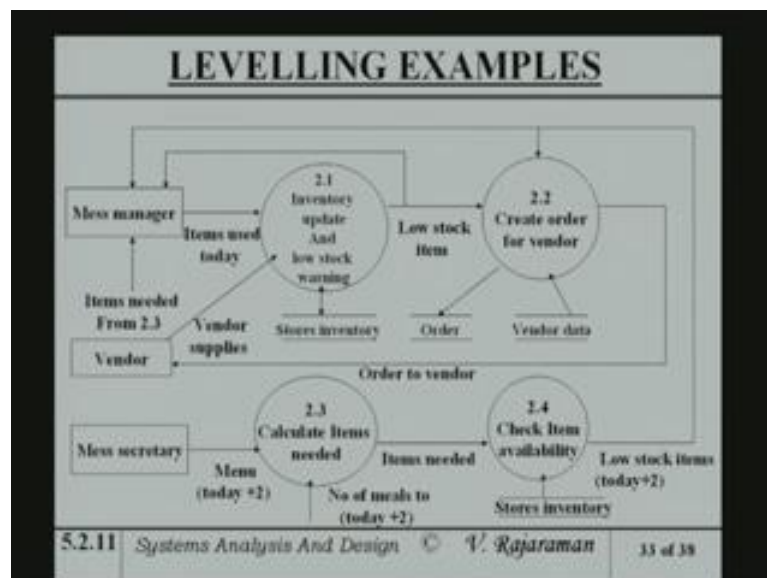 LEVELLING EXAMPLES
2.1
Inventory
update
And
low stock
warning
2.2
Create order
for vendor
Mess manager
Items used
today
Low stock
item
Items needed
From 2.3
Vendor
supplies
Stores inventory
Order
Vendor data
Vendor
Order to vendor
2.3
Calculate Items
needed
2.4
Check Item
availability
Mess secretary
Menu
(today +2)
Items needed
Low stock items
(today+2)
No of meals to
(today +2)
Stores inventory
5.2.11 Systems Analysis And Design © V. Rajaraman 33 of 38